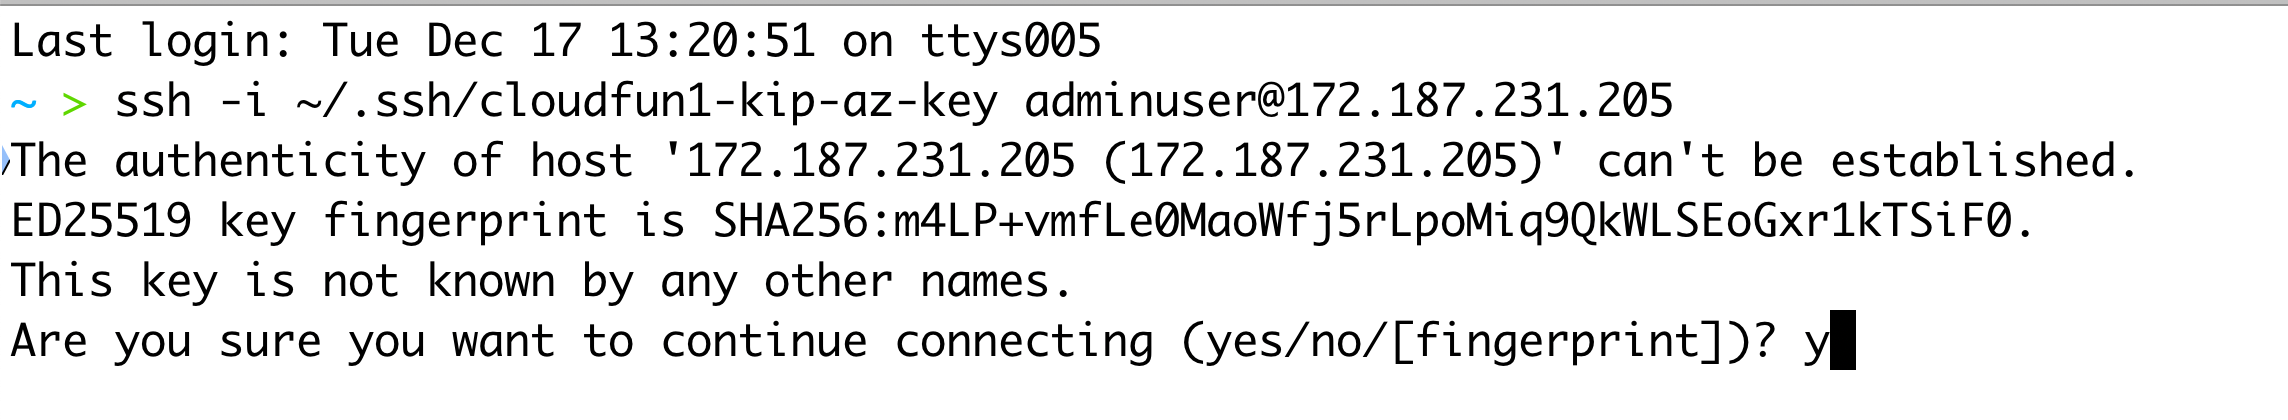 Last login: Tue Dec 17 13:20:51 on ttys005
~ > ssh -i ~/.ssh/cloudfun1-kip-az-key adminuser@172.187.231.205
The authenticity of host '172.187.231.205 (172.187.231.205)' can't be established.
ED25519 key fingerprint is SHA256:m4LP+vmfLe0MaoWfj5rLpoMiq9QkWLSEoGxr1kTSiF0.
This key is not known by any other names.
Are you sure you want to continue connecting (yes/no/[fingerprint])? y